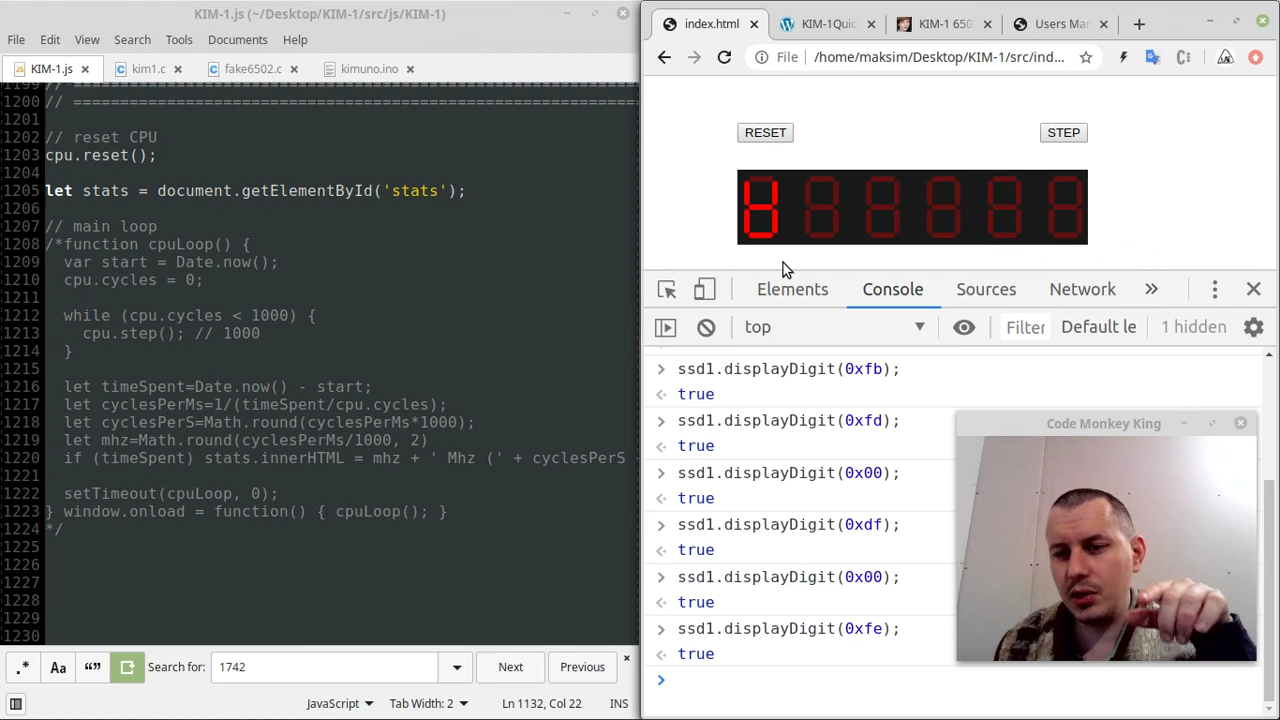 KIM-1.js (~/Desktop/KIM-1/src/js/KIM-1)
File Edit View Search Tools Documents Help
KIM-1.js kim1.c fake6502.c kimuno.ino
1199 // ====================================================================
1200 // ====================================================================
1201
1202 // reset CPU
1203 cpu.reset();
1204
1205 let stats = document.getElementById('stats');
1206
1207 // main loop
1208 /*function cpuLoop() {
1209 var start = Date.now();
1210 cpu.cycles = 0;
1211
1212 while (cpu.cycles < 1000) {
1213 cpu.step(); // 1000
1214 }
1215
1216 let timeSpent=Date.now() - start;
1217 let cyclesPerMs=1/(timeSpent/cpu.cycles);
1218 let cyclesPerS=Math.round(cyclesPerMs*1000);
1219 let mhz=Math.round(cyclesPerMs/1000, 2)
1220 if (timeSpent) stats.innerHTML = mhz + ' Mhz (' + cyclesPerS
1221
1222 setTimeout(cpuLoop, 0);
1223 } window.onload = function() { cpuLoop(); }
1224 */
1225
1226
1227
1228
1229
1230
.* Aa “” Search for: 1742 Next Previous
JavaScript Tab Width: 2 Ln 1132, Col 22 INS
index.html KIM-1Quic KIM-1 650 Users Ma
File /home/maksim/Desktop/KIM-1/src/ind...
RESET STEP
Elements Console Sources Network
top Filter Default le 1 hidden
ssd1.displayDigit(0xfb);
true
ssd1.displayDigit(0xfd);
true
ssd1.displayDigit(0x00);
true
ssd1.displayDigit(0xdf);
true
ssd1.displayDigit(0x00);
true
ssd1.displayDigit(0xfe);
true
Code Monkey King